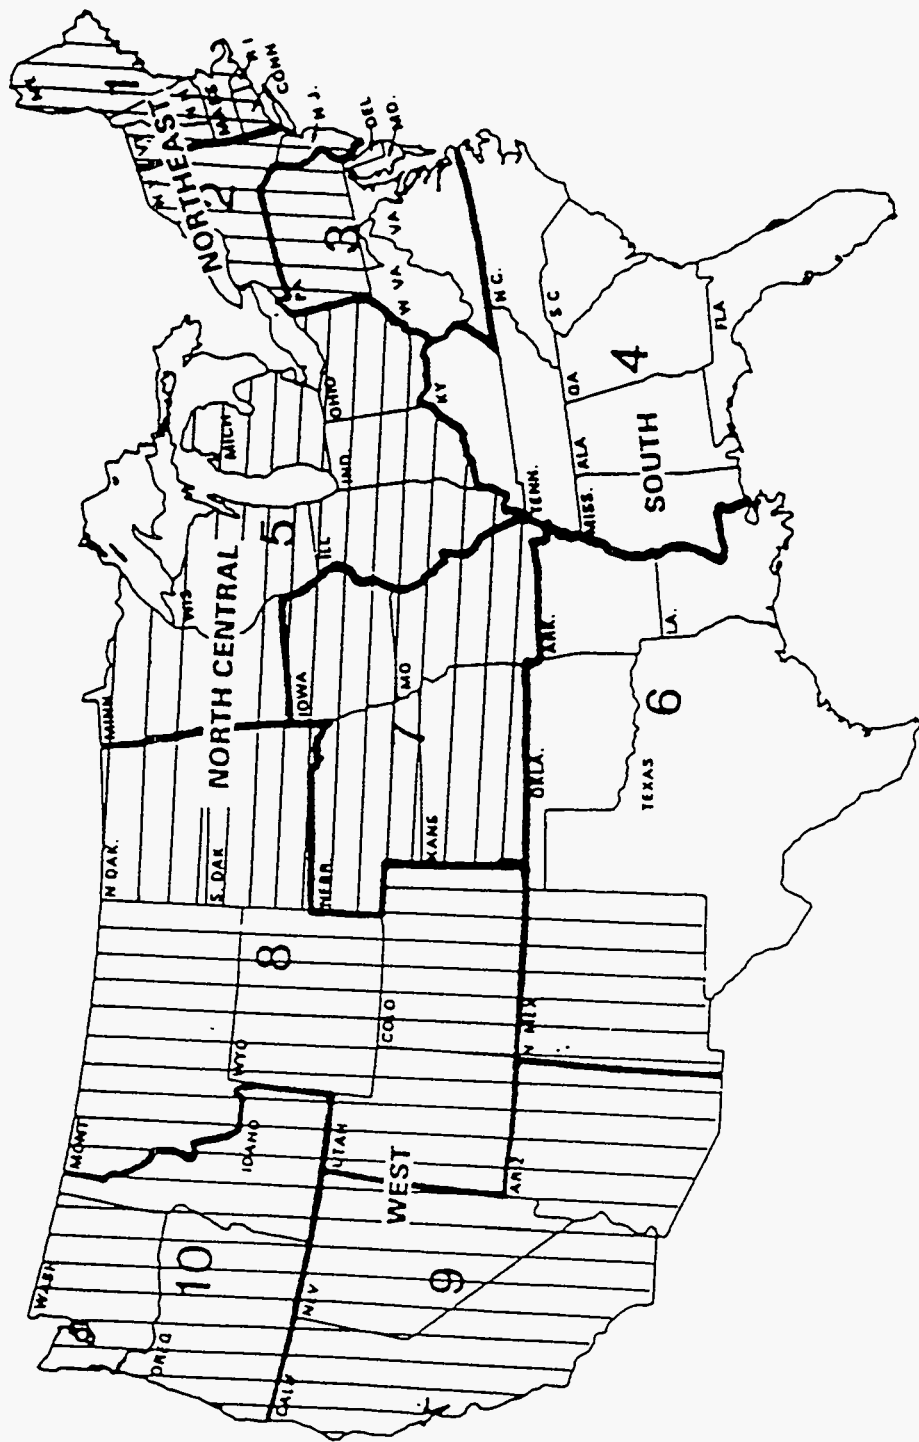 WASH
MONT
N DAK.
MINN
OREG
10
IDAHO
WYO
8
S. DAK
NORTH CENTRAL
WIS
MICH
5
NORTHEAST
N Y
2
1
MASS
R I
CONN
N J.
PA
3
DEL
MD.
CALIF
NEV
UTAH
WEST
9
COLO
NEBR
IOWA
7
KANS
MO
ILL
IND.
OHIO
KY
W VA
VA
ARIZ
N MEX
OKLA.
ARK.
TENN.
N C.
S C
TEXAS
6
LA.
MISS.
ALA
GA
SOUTH
4
FLA